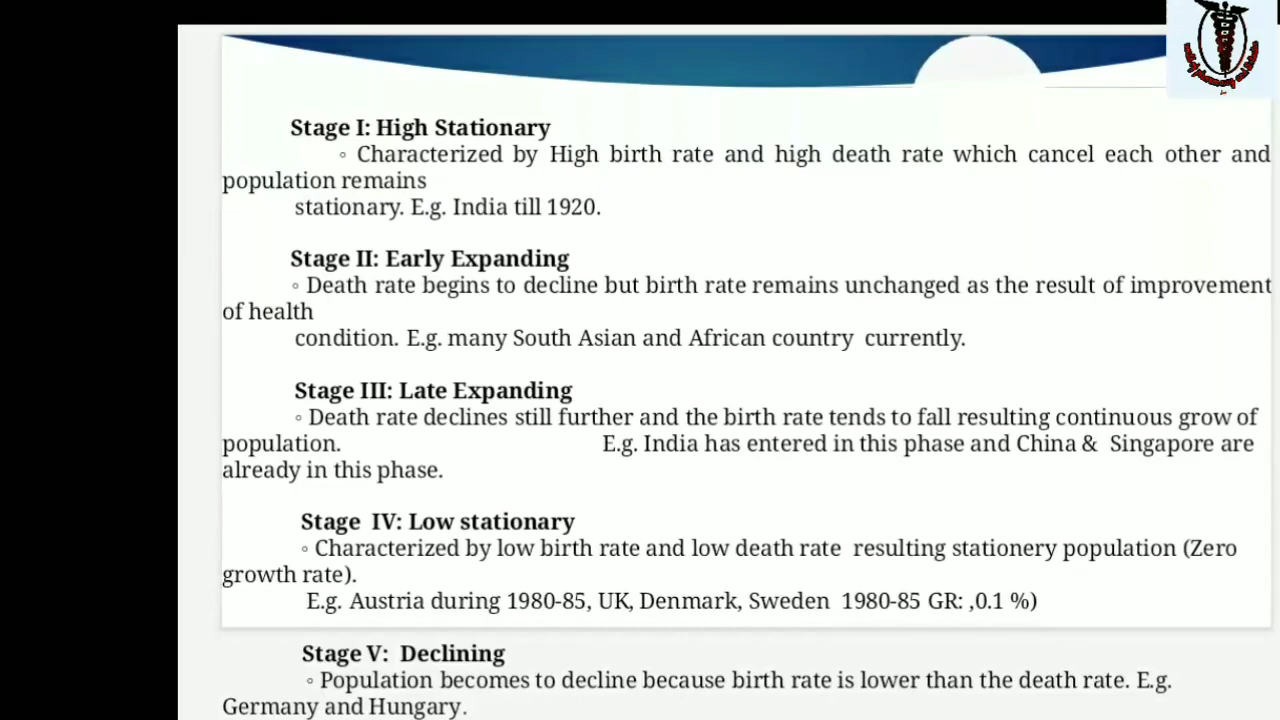 Stage I: High Stationary
◦ Characterized by High birth rate and high death rate which cancel each other and
population remains
stationary. E.g. India till 1920.
Stage II: Early Expanding
◦ Death rate begins to decline but birth rate remains unchanged as the result of improvement
of health
condition. E.g. many South Asian and African country currently.
Stage III: Late Expanding
◦ Death rate declines still further and the birth rate tends to fall resulting continuous grow of
population. E.g. India has entered in this phase and China & Singapore are
already in this phase.
Stage IV: Low stationary
◦ Characterized by low birth rate and low death rate resulting stationery population (Zero
growth rate).
E.g. Austria during 1980-85, UK, Denmark, Sweden 1980-85 GR: ,0.1 %)
Stage V: Declining
◦ Population becomes to decline because birth rate is lower than the death rate. E.g.
Germany and Hungary.